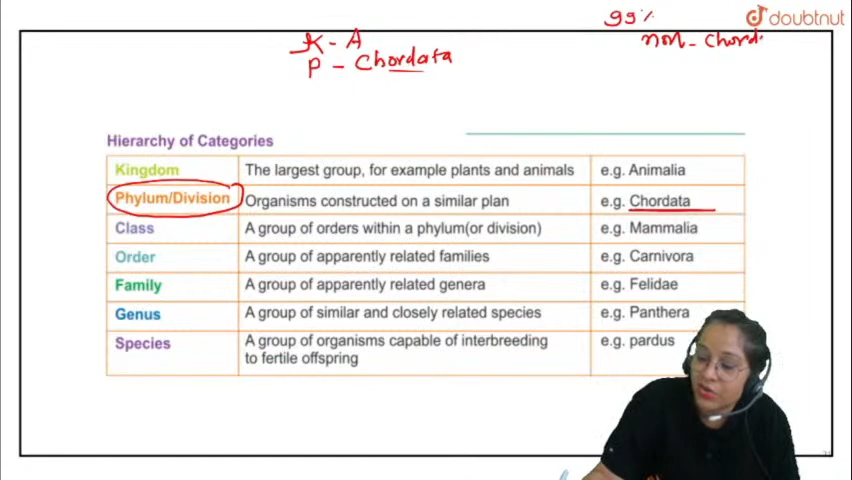 99%
doubtnut
K - A
non - chord.
P - Chordata
Hierarchy of Categories
Kingdom The largest group, for example plants and animals e.g. Animalia
Phylum/Division Organisms constructed on a similar plan e.g. Chordata
Class A group of orders within a phylum(or division) e.g. Mammalia
Order A group of apparently related families e.g. Carnivora
Family A group of apparently related genera e.g. Felidae
Genus A group of similar and closely related species e.g. Panthera
Species A group of organisms capable of interbreeding e.g. pardus
to fertile offspring